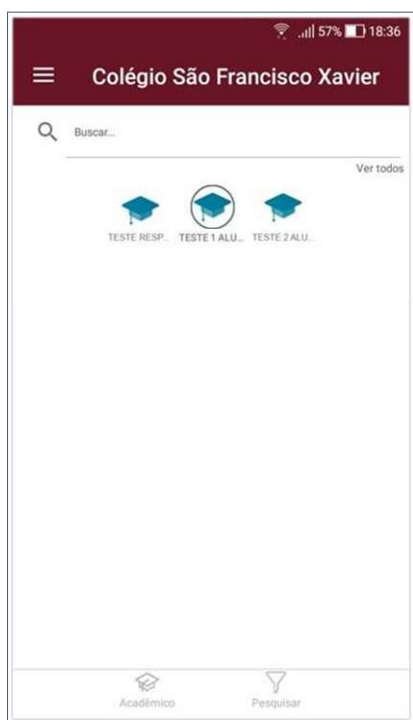 57% 18:36
Colégio São Francisco Xavier
Buscar...
Ver todos
TESTE RESP... TESTE 1 ALU... TESTE 2 ALU...
Acadêmico Pesquisar